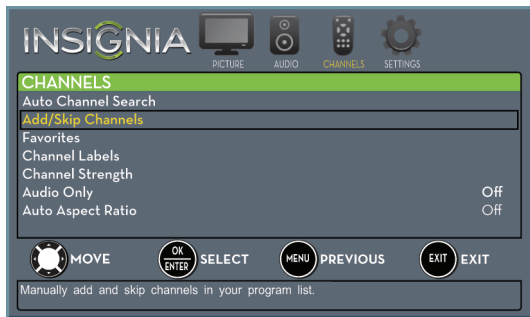 INSIGNIA
PICTURE AUDIO CHANNELS SETTINGS
CHANNELS
Auto Channel Search
Add/Skip Channels
Favorites
Channel Labels
Channel Strength
Audio Only Off
Auto Aspect Ratio Off
MOVE OK ENTER SELECT MENU PREVIOUS EXIT EXIT
Manually add and skip channels in your program list.